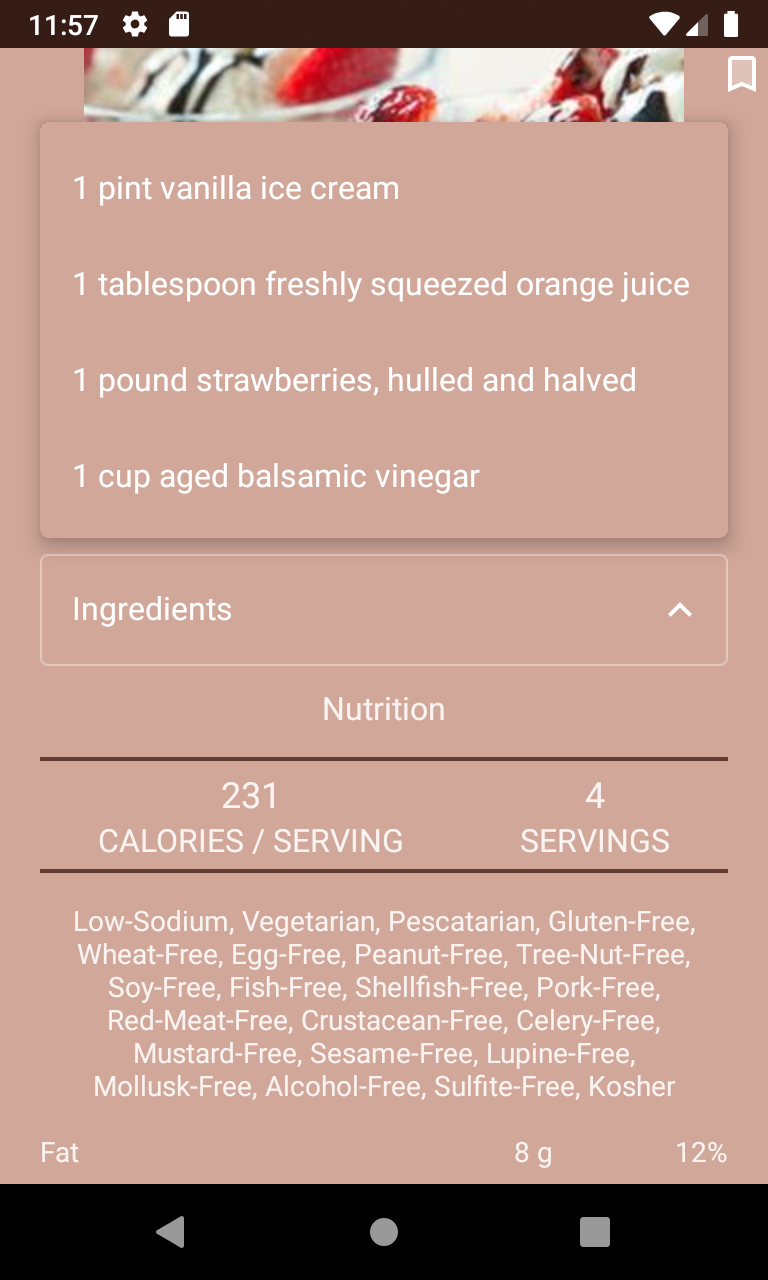 11:57
1 pint vanilla ice cream
1 tablespoon freshly squeezed orange juice
1 pound strawberries, hulled and halved
1 cup aged balsamic vinegar
Ingredients
Nutrition
231 4
CALORIES / SERVING SERVINGS
Low-Sodium, Vegetarian, Pescatarian, Gluten-Free,
Wheat-Free, Egg-Free, Peanut-Free, Tree-Nut-Free,
Soy-Free, Fish-Free, Shellfish-Free, Pork-Free,
Red-Meat-Free, Crustacean-Free, Celery-Free,
Mustard-Free, Sesame-Free, Lupine-Free,
Mollusk-Free, Alcohol-Free, Sulfite-Free, Kosher
Fat 8 g 12%